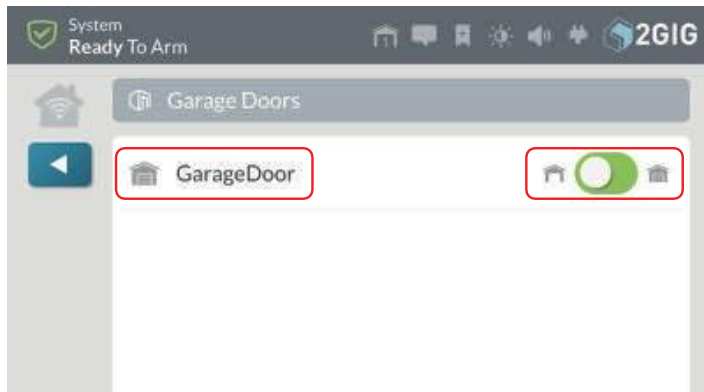 System
Ready To Arm
2GIG
Garage Doors
GarageDoor